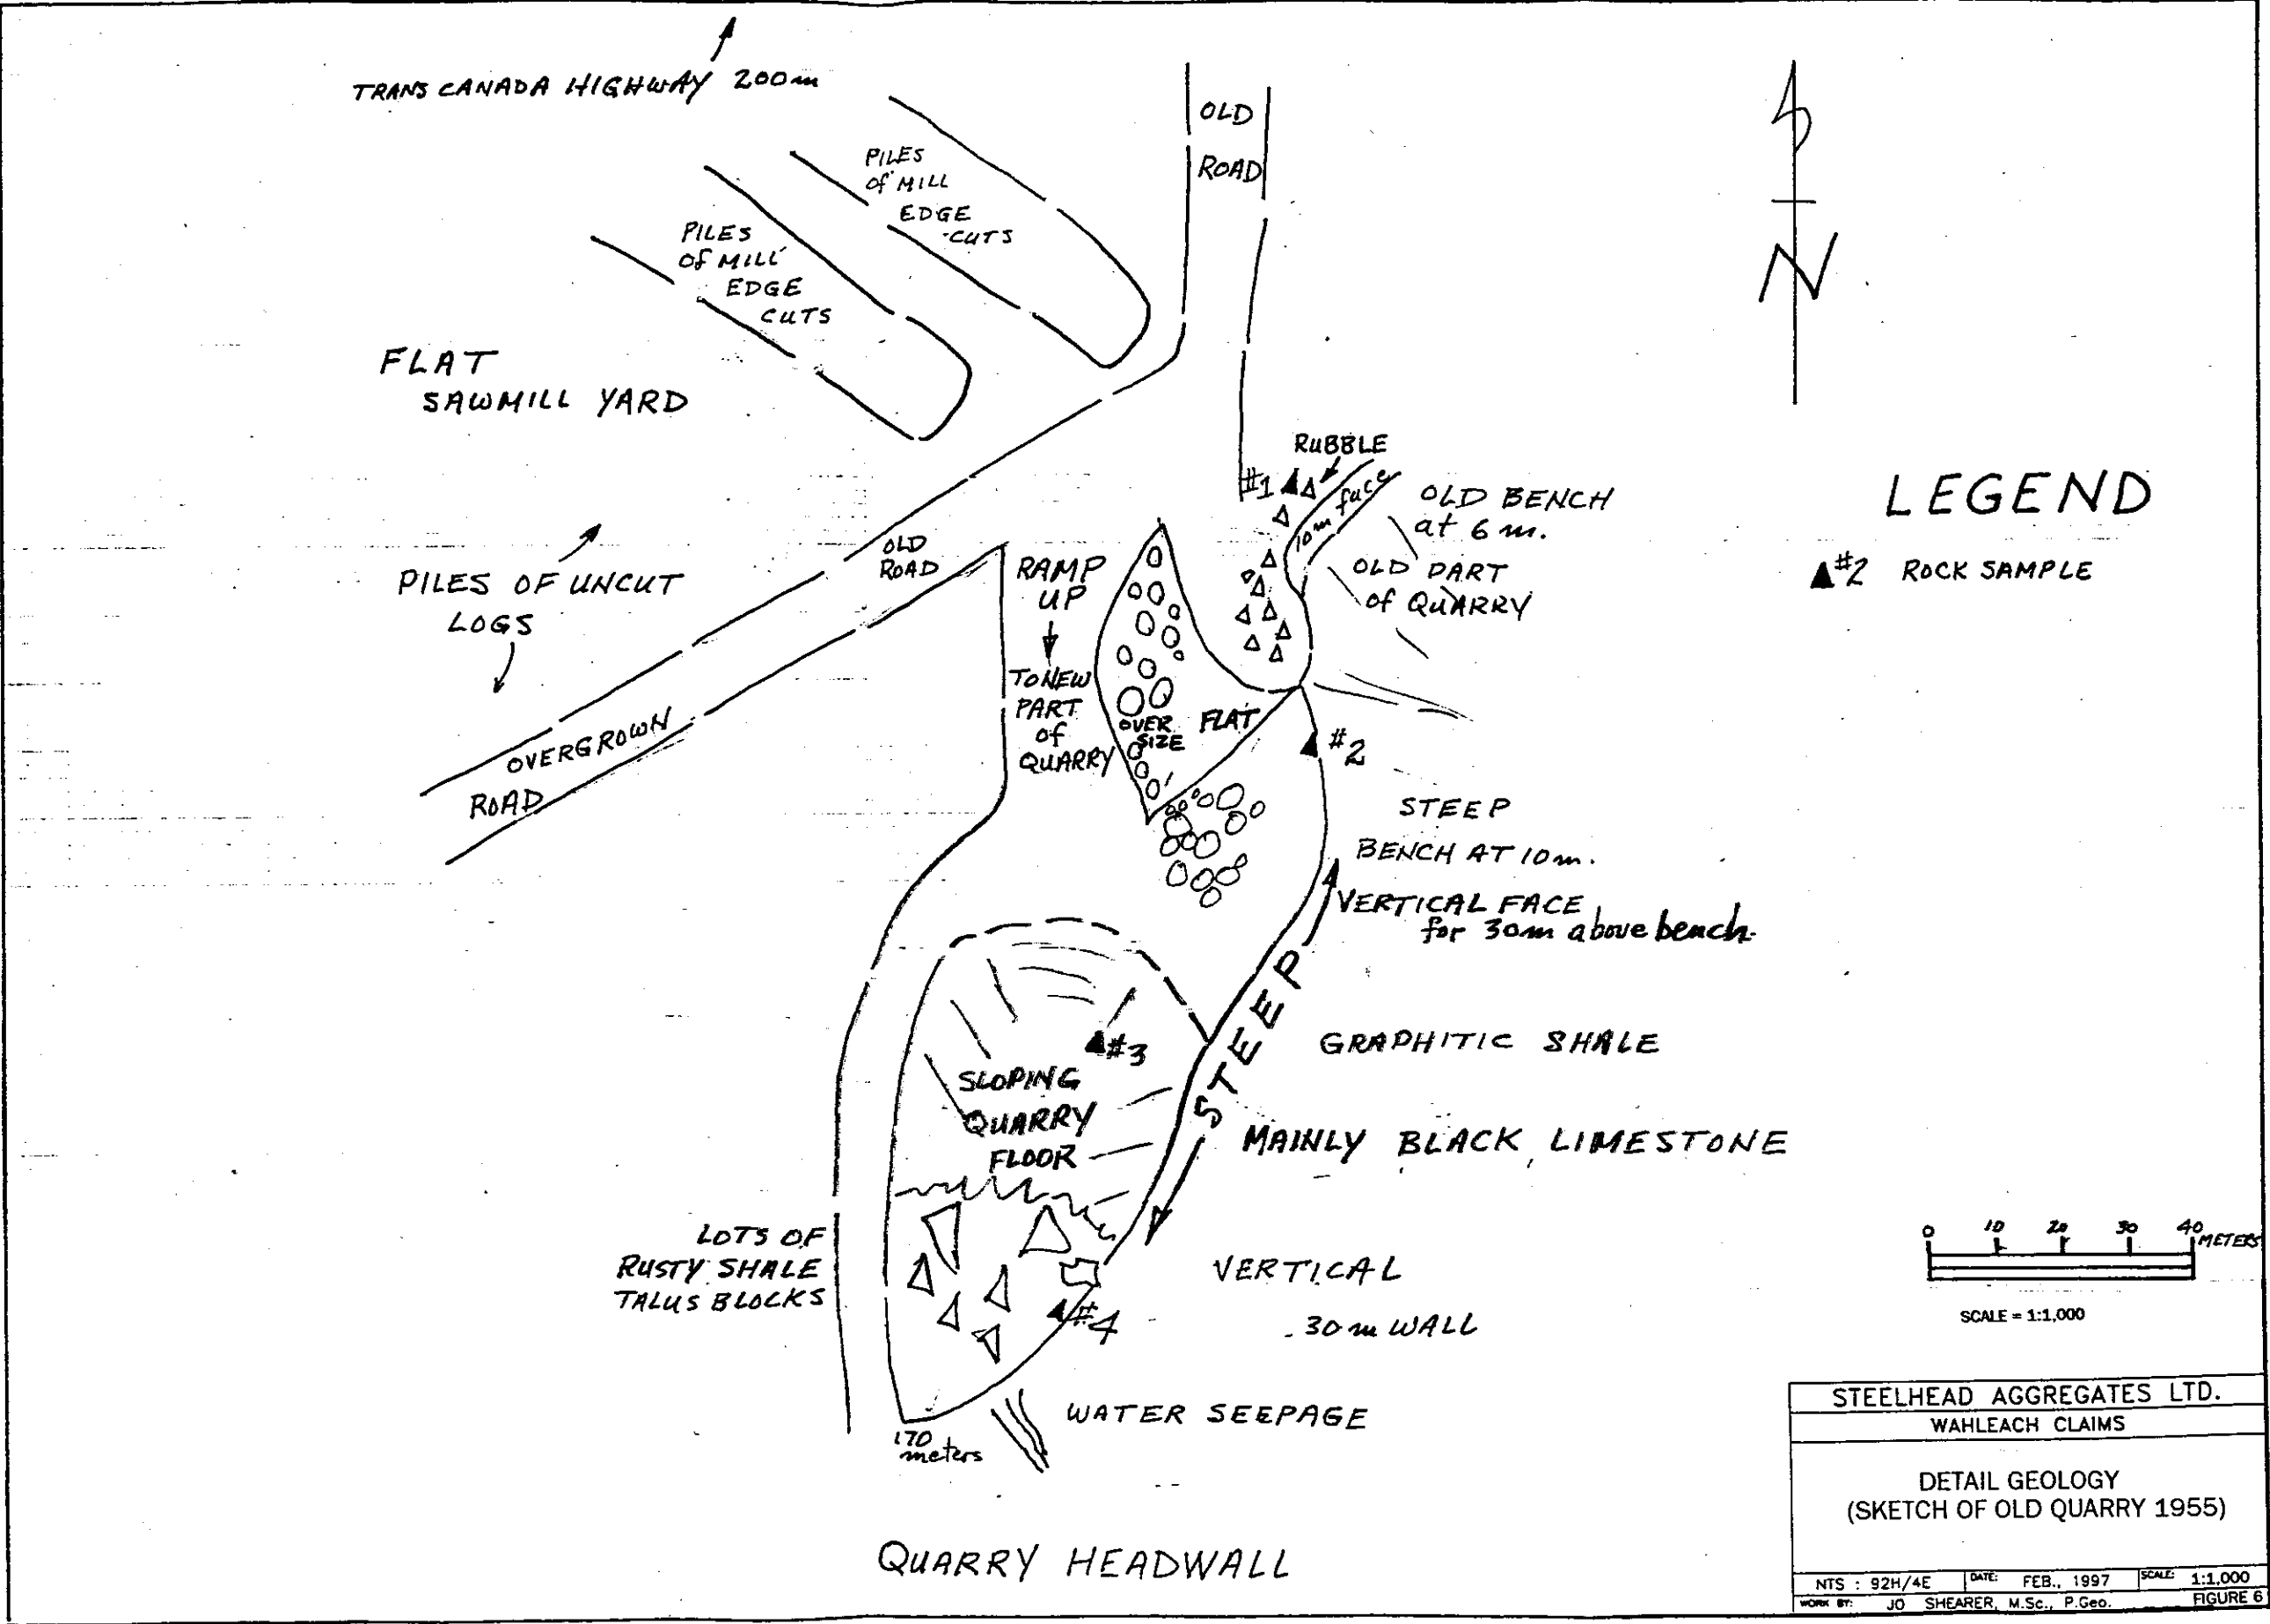 TRANS CANADA HIGHWAY 200m
OLD
ROAD
PILES
of MILL
EDGE
CUTS
PILES
of MILL
EDGE
CUTS
N
FLAT
SAWMILL YARD
RUBBLE
#1
10m face
OLD BENCH
at 6 m.
OLD PART
of QUARRY
LEGEND
#2 ROCK SAMPLE
PILES OF UNCUT
LOGS
OLD
ROAD
RAMP
UP
TO NEW
PART
of
QUARRY
OVER
SIZE
FLAT
#2
OVERGROWN
ROAD
STEEP
BENCH AT 10m.
VERTICAL FACE
for 30m above bench.
STEEP
#3
GRAPHITIC SHALE
SLOPING
QUARRY
FLOOR
MAINLY BLACK LIMESTONE
LOTS OF
RUSTY SHALE
TALUS BLOCKS
VERTICAL
30m WALL
#4
0 10 20 30 40 METERS
SCALE = 1:1,000
WATER SEEPAGE
170
meters
QUARRY HEADWALL
STEELHEAD AGGREGATES LTD.
WAHLEACH CLAIMS
DETAIL GEOLOGY
(SKETCH OF OLD QUARRY 1955)
NTS : 92H/4E DATE: FEB., 1997 SCALE: 1:1,000
WORK BY: JO SHEARER, M.Sc., P.Geo. FIGURE 6